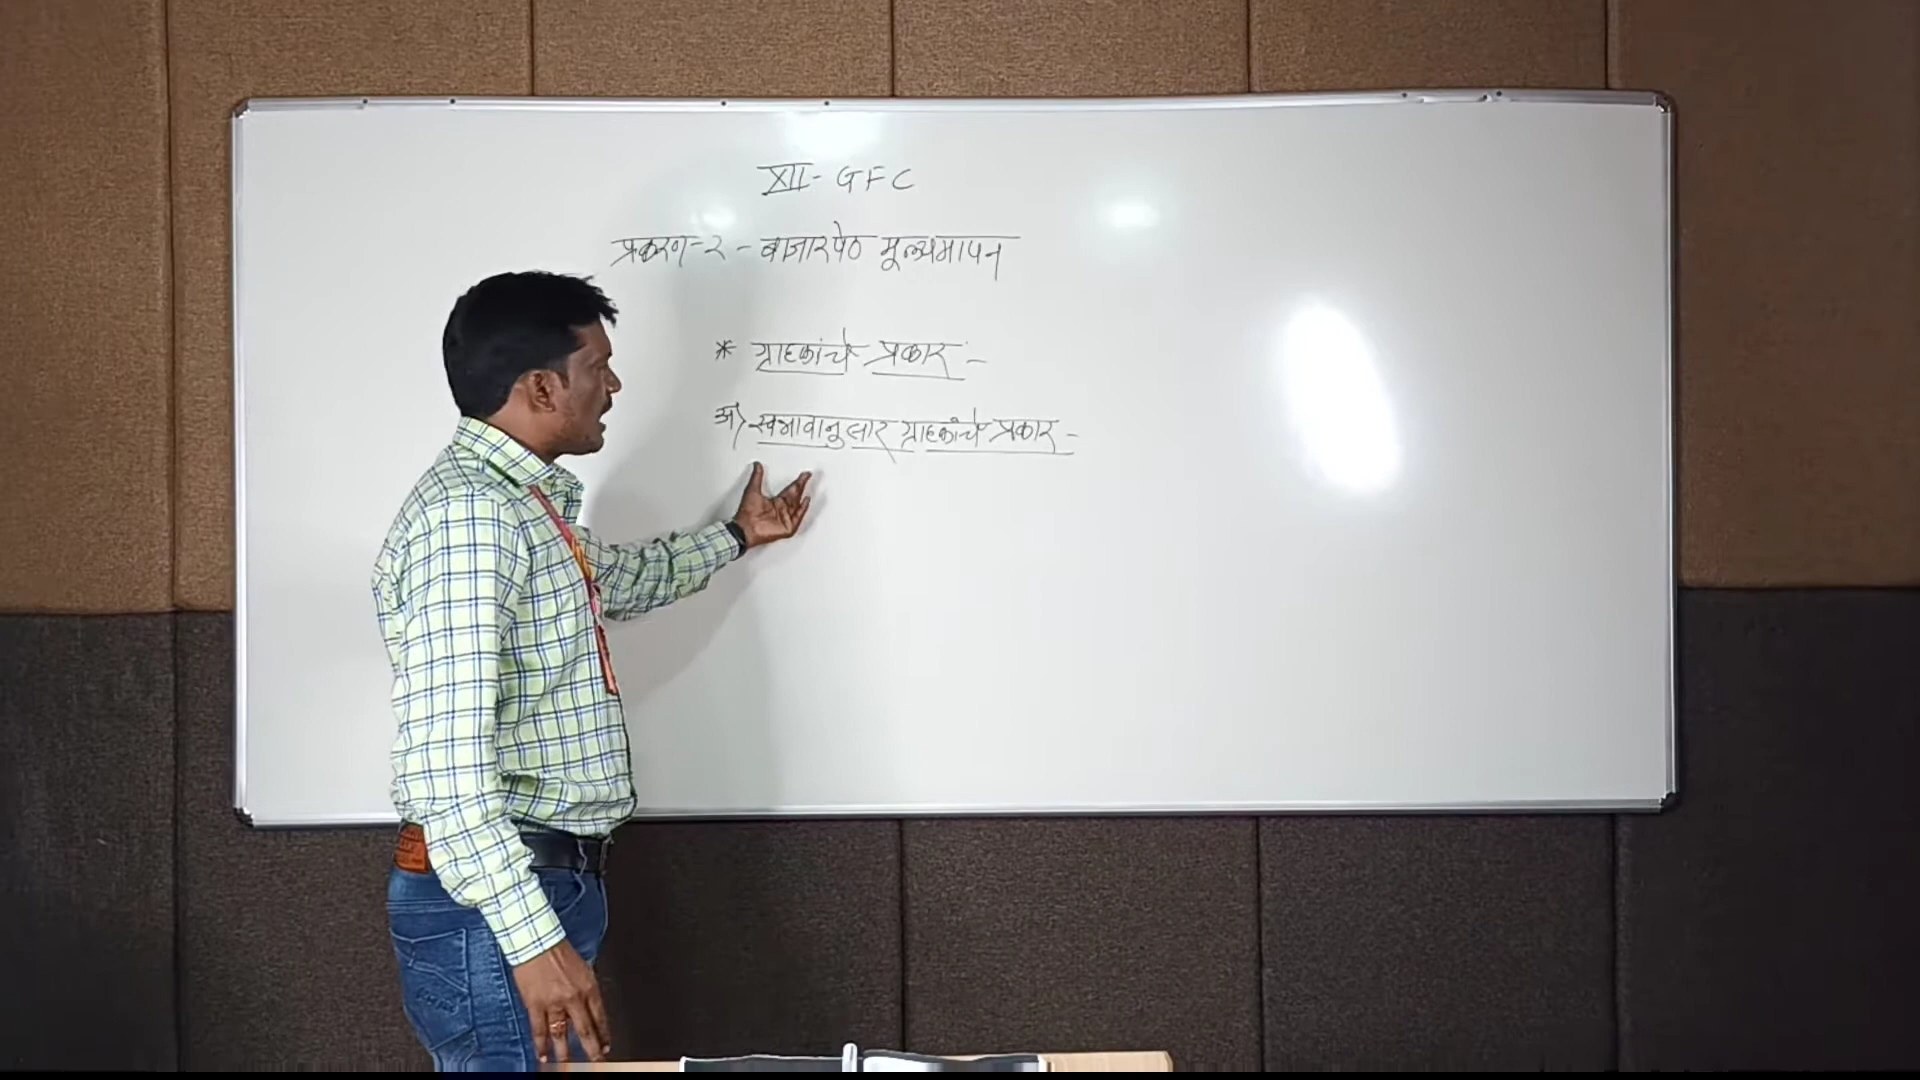 XII - GFC
प्रकरण-२ - बाजारपेठ मूल्यमापन
* ग्राहकांचे प्रकार :-
अ) स्वभावानुसार ग्राहकांचे प्रकार -